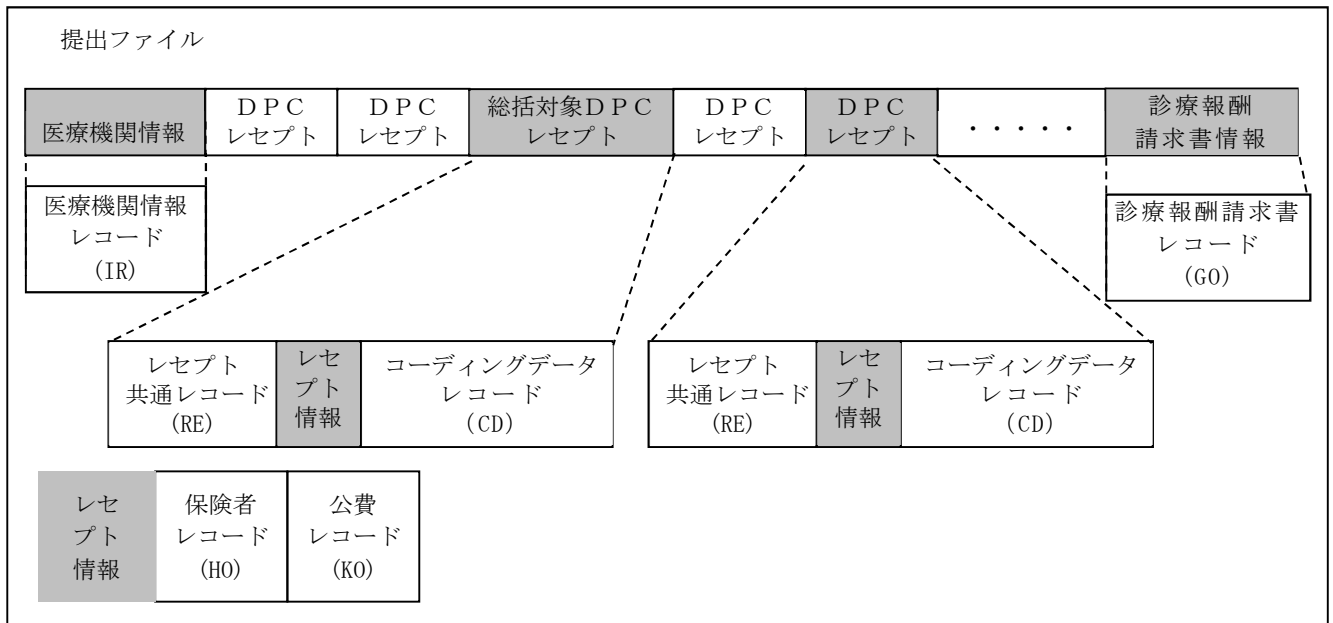 提出ファイル
医療機関情報
ＤＰＣ
レセプト
ＤＰＣ
レセプト
総括対象ＤＰＣ
レセプト
ＤＰＣ
レセプト
ＤＰＣ
レセプト
・・・・・
診療報酬
請求書情報
医療機関情報
レコード
(IR)
診療報酬請求書
レコード
(GO)
レセプト
共通レコード
(RE)
レセ
プト
情報
コーディングデータ
レコード
(CD)
レセプト
共通レコード
(RE)
レセ
プト
情報
コーディングデータ
レコード
(CD)
レセ
プト
情報
保険者
レコード
(HO)
公費
レコード
(KO)